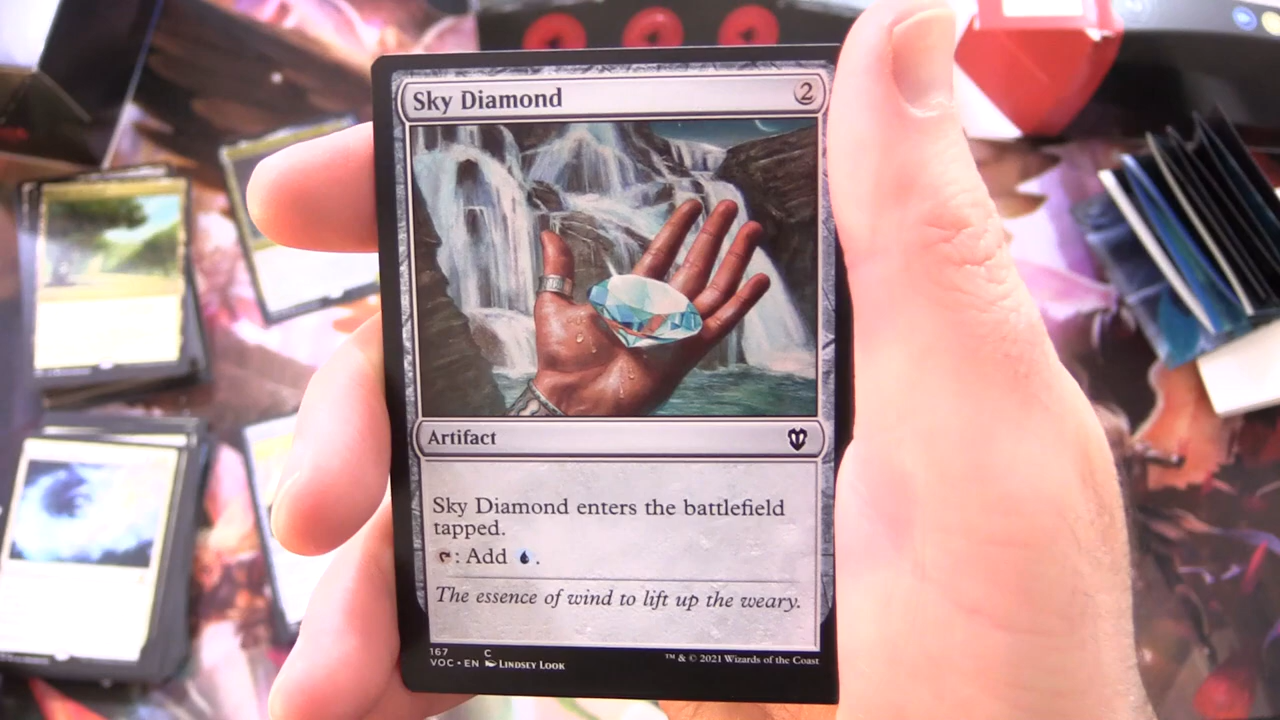 Sky Diamond 2
Artifact
Sky Diamond enters the battlefield
tapped.
: Add .
The essence of wind to lift up the weary.
167 C
VOC • EN LINDSEY LOOK
™ & © 2021 Wizards of the Coast